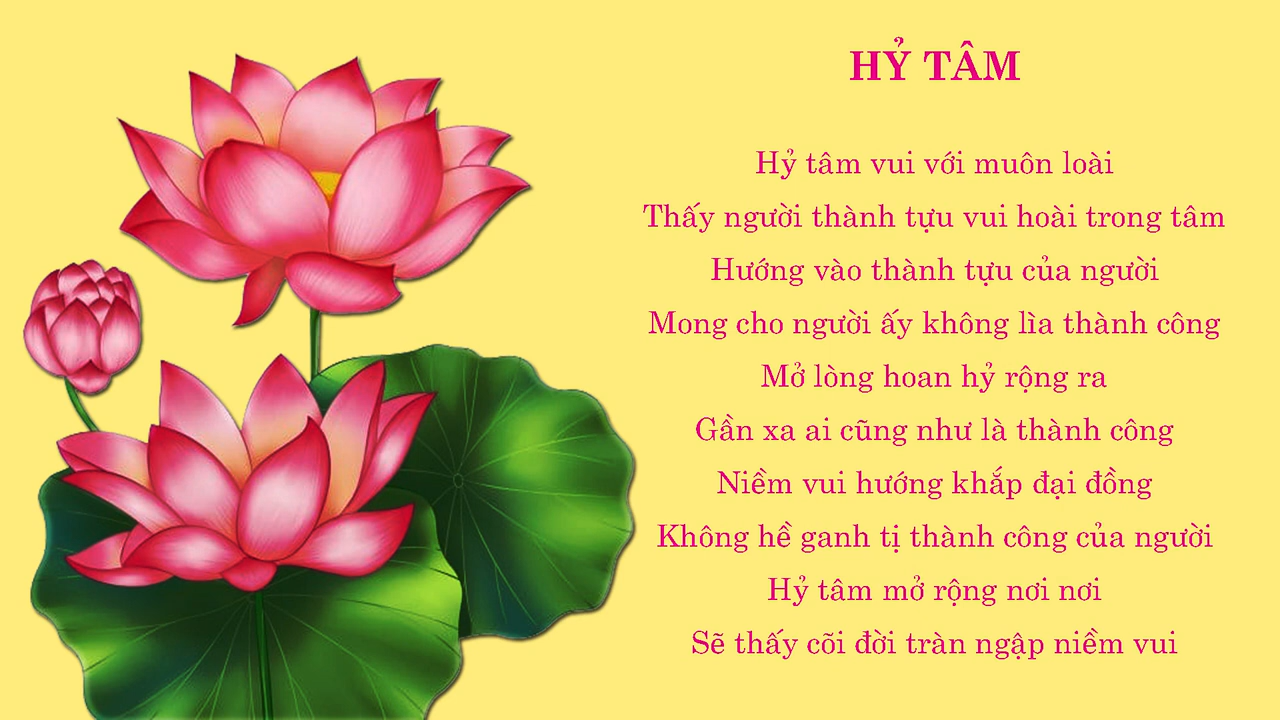 HỶ TÂM
Hỷ tâm vui với muôn loài
Thấy người thành tựu vui hoài trong tâm
Hướng vào thành tựu của người
Mong cho người ấy không lìa thành công
Mở lòng hoan hỷ rộng ra
Gần xa ai cũng như là thành công
Niềm vui hướng khắp đại đồng
Không hề ganh tị thành công của người
Hỷ tâm mở rộng nơi nơi
Sẽ thấy cõi đời tràn ngập niềm vui